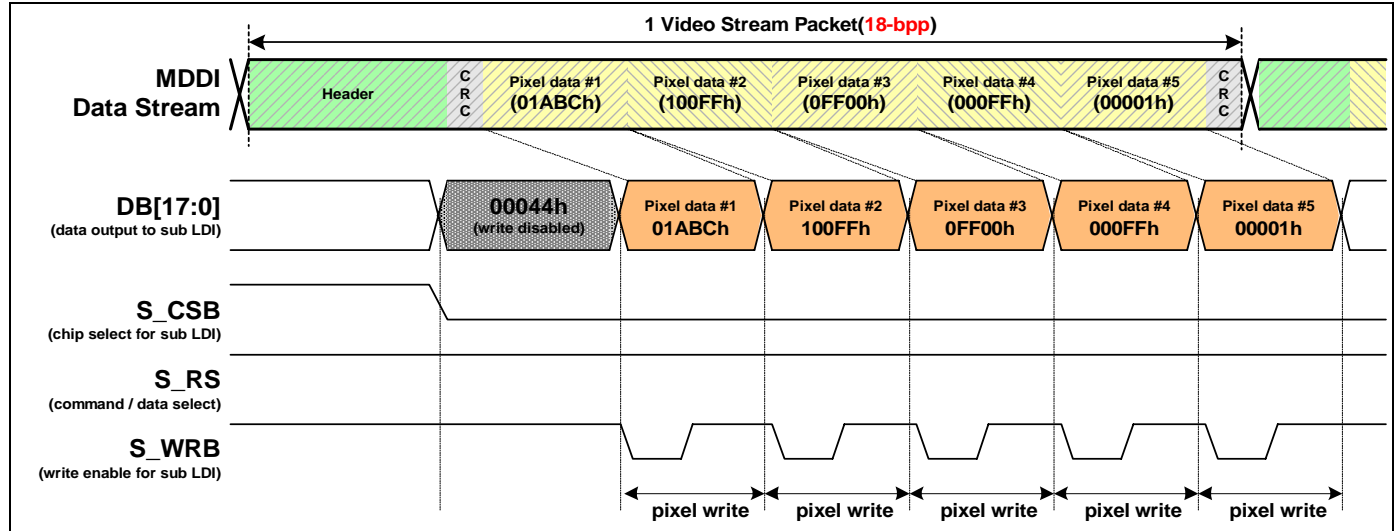 1 Video Stream Packet(18-bpp)
MDDI
Data Stream
Header
CRC
Pixel data #1
(01ABCh)
Pixel data #2
(100FFh)
Pixel data #3
(0FF00h)
Pixel data #4
(000FFh)
Pixel data #5
(00001h)
CRC
DB[17:0]
(data output to sub LDI)
00044h
(write disabled)
Pixel data #1
01ABCh
Pixel data #2
100FFh
Pixel data #3
0FF00h
Pixel data #4
000FFh
Pixel data #5
00001h
S_CSB
(chip select for sub LDI)
S_RS
(command / data select)
S_WRB
(write enable for sub LDI)
pixel write
pixel write
pixel write
pixel write
pixel write